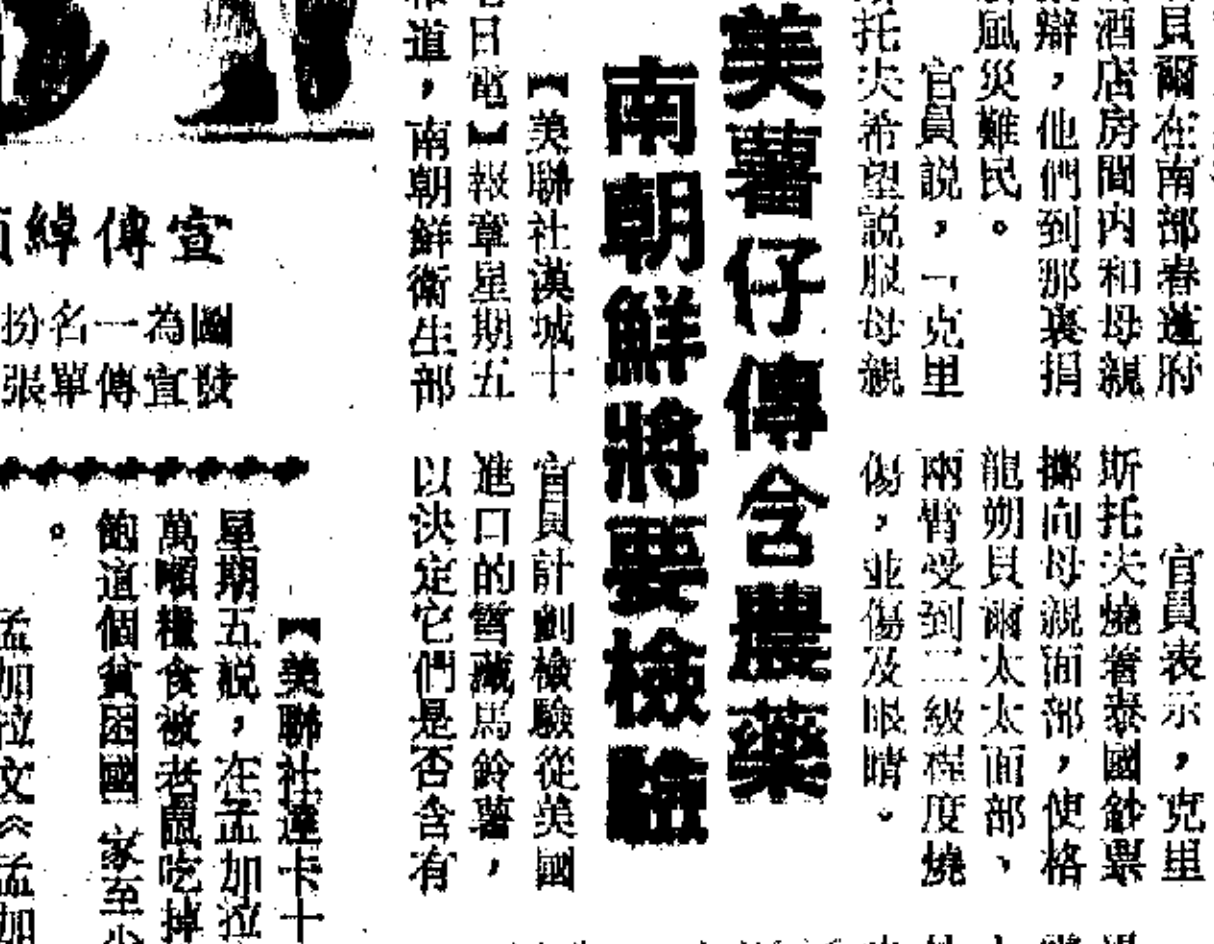 員爾在南部春蓬府
酒店房間內和母親
辯，他們到那裏捐
風災難民。
官員說，「克里
托夫希望説服母親
官員表示，克里
斯托夫燒着泰國鈔票
擲向母親面部，使格
龍朔貝爾太太面部、
兩臂受到二級程度燒
傷，並傷及眼睛。
美薯仔傳含農藥
南朝鮮將要檢驗
【美聯社漢城十
日電】報章星期五
道，南朝鮮衛生部
官員計劃檢驗從美國
進口的雪藏馬鈴薯，
以決定它們是否含有
宣傳綽
圖為一名扮
發宣傳單張
【美聯社達卡十
星期五説，在孟加拉
萬噸糧食被老鼠吃掉
飽這個貧困國家至少
。
孟加拉文《孟加